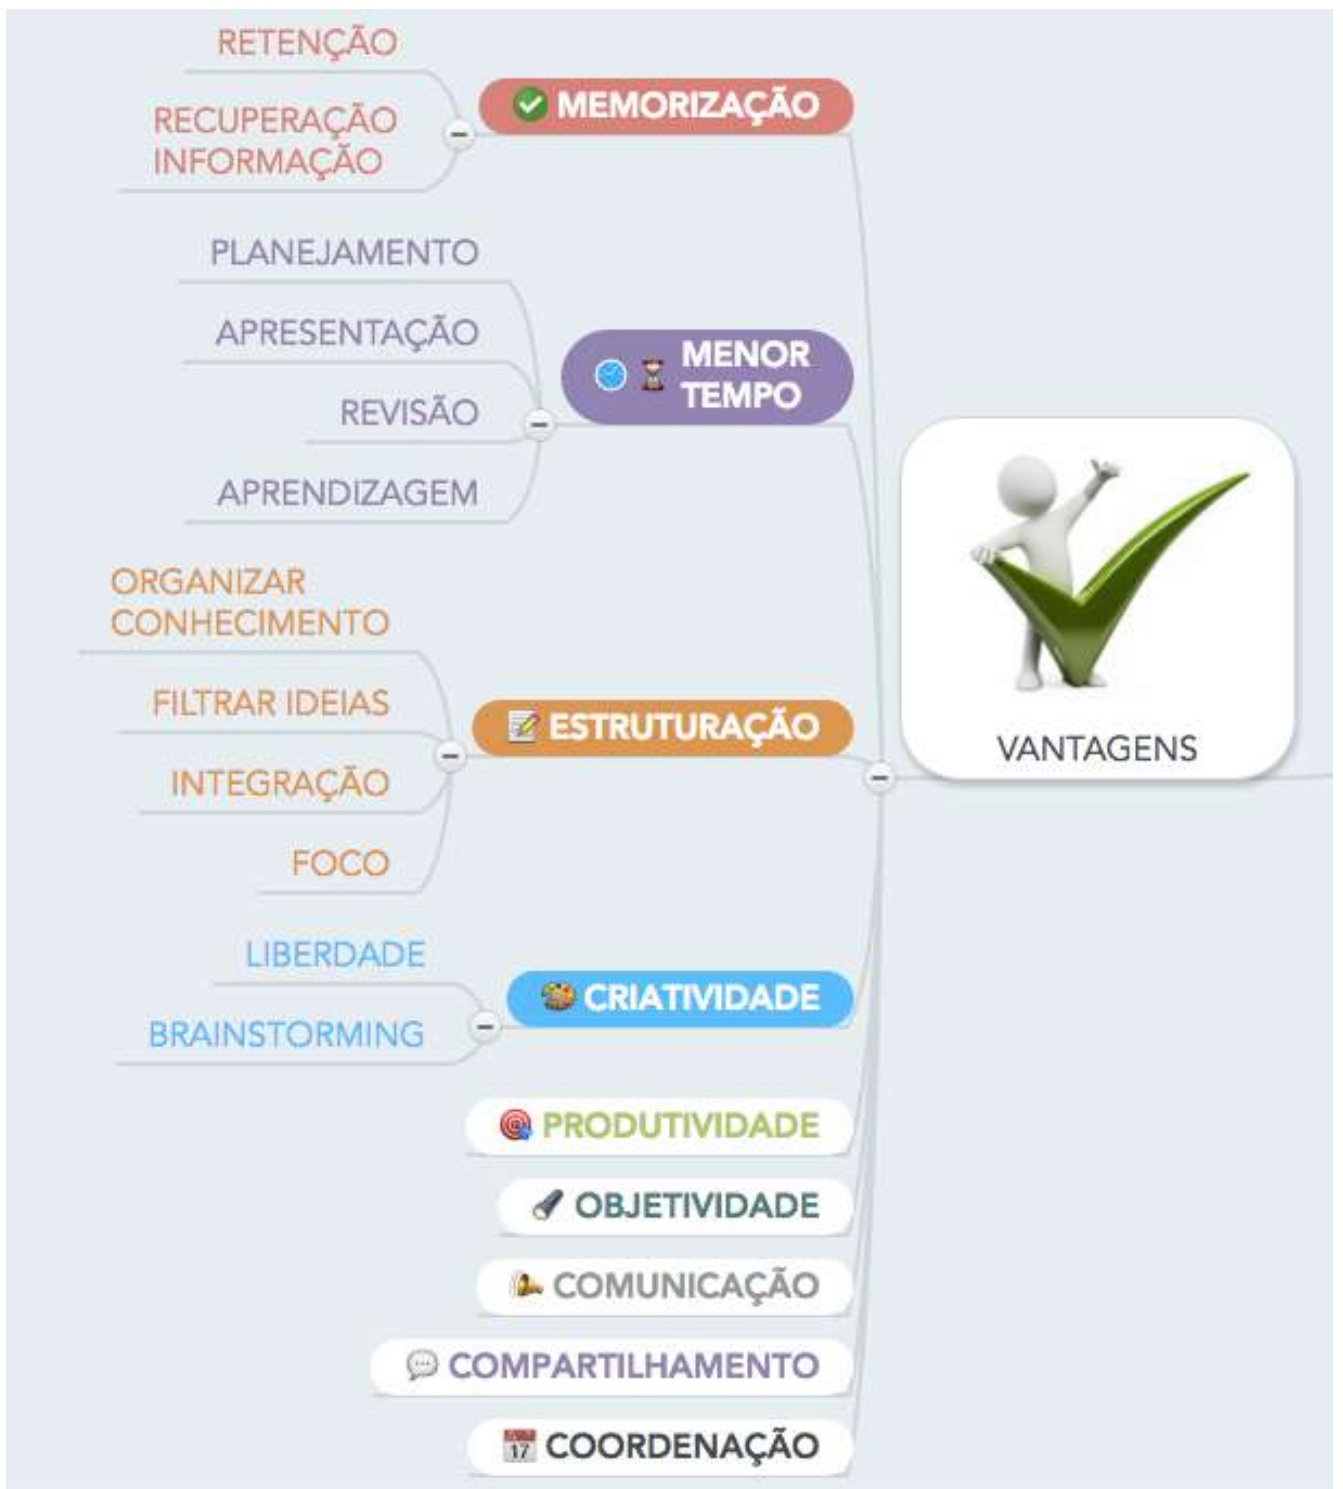 RETENÇÃO
MEMORIZAÇÃO
RECUPERAÇÃO
INFORMAÇÃO
PLANEJAMENTO
APRESENTAÇÃO
MENOR
TEMPO
REVISÃO
APRENDIZAGEM
ORGANIZAR
CONHECIMENTO
FILTRAR IDEIAS
ESTRUTURAÇÃO
INTEGRAÇÃO
FOCO
VANTAGENS
LIBERDADE
CRIATIVIDADE
BRAINSTORMING
PRODUTIVIDADE
OBJETIVIDADE
COMUNICAÇÃO
COMPARTILHAMENTO
17
COORDENAÇÃO